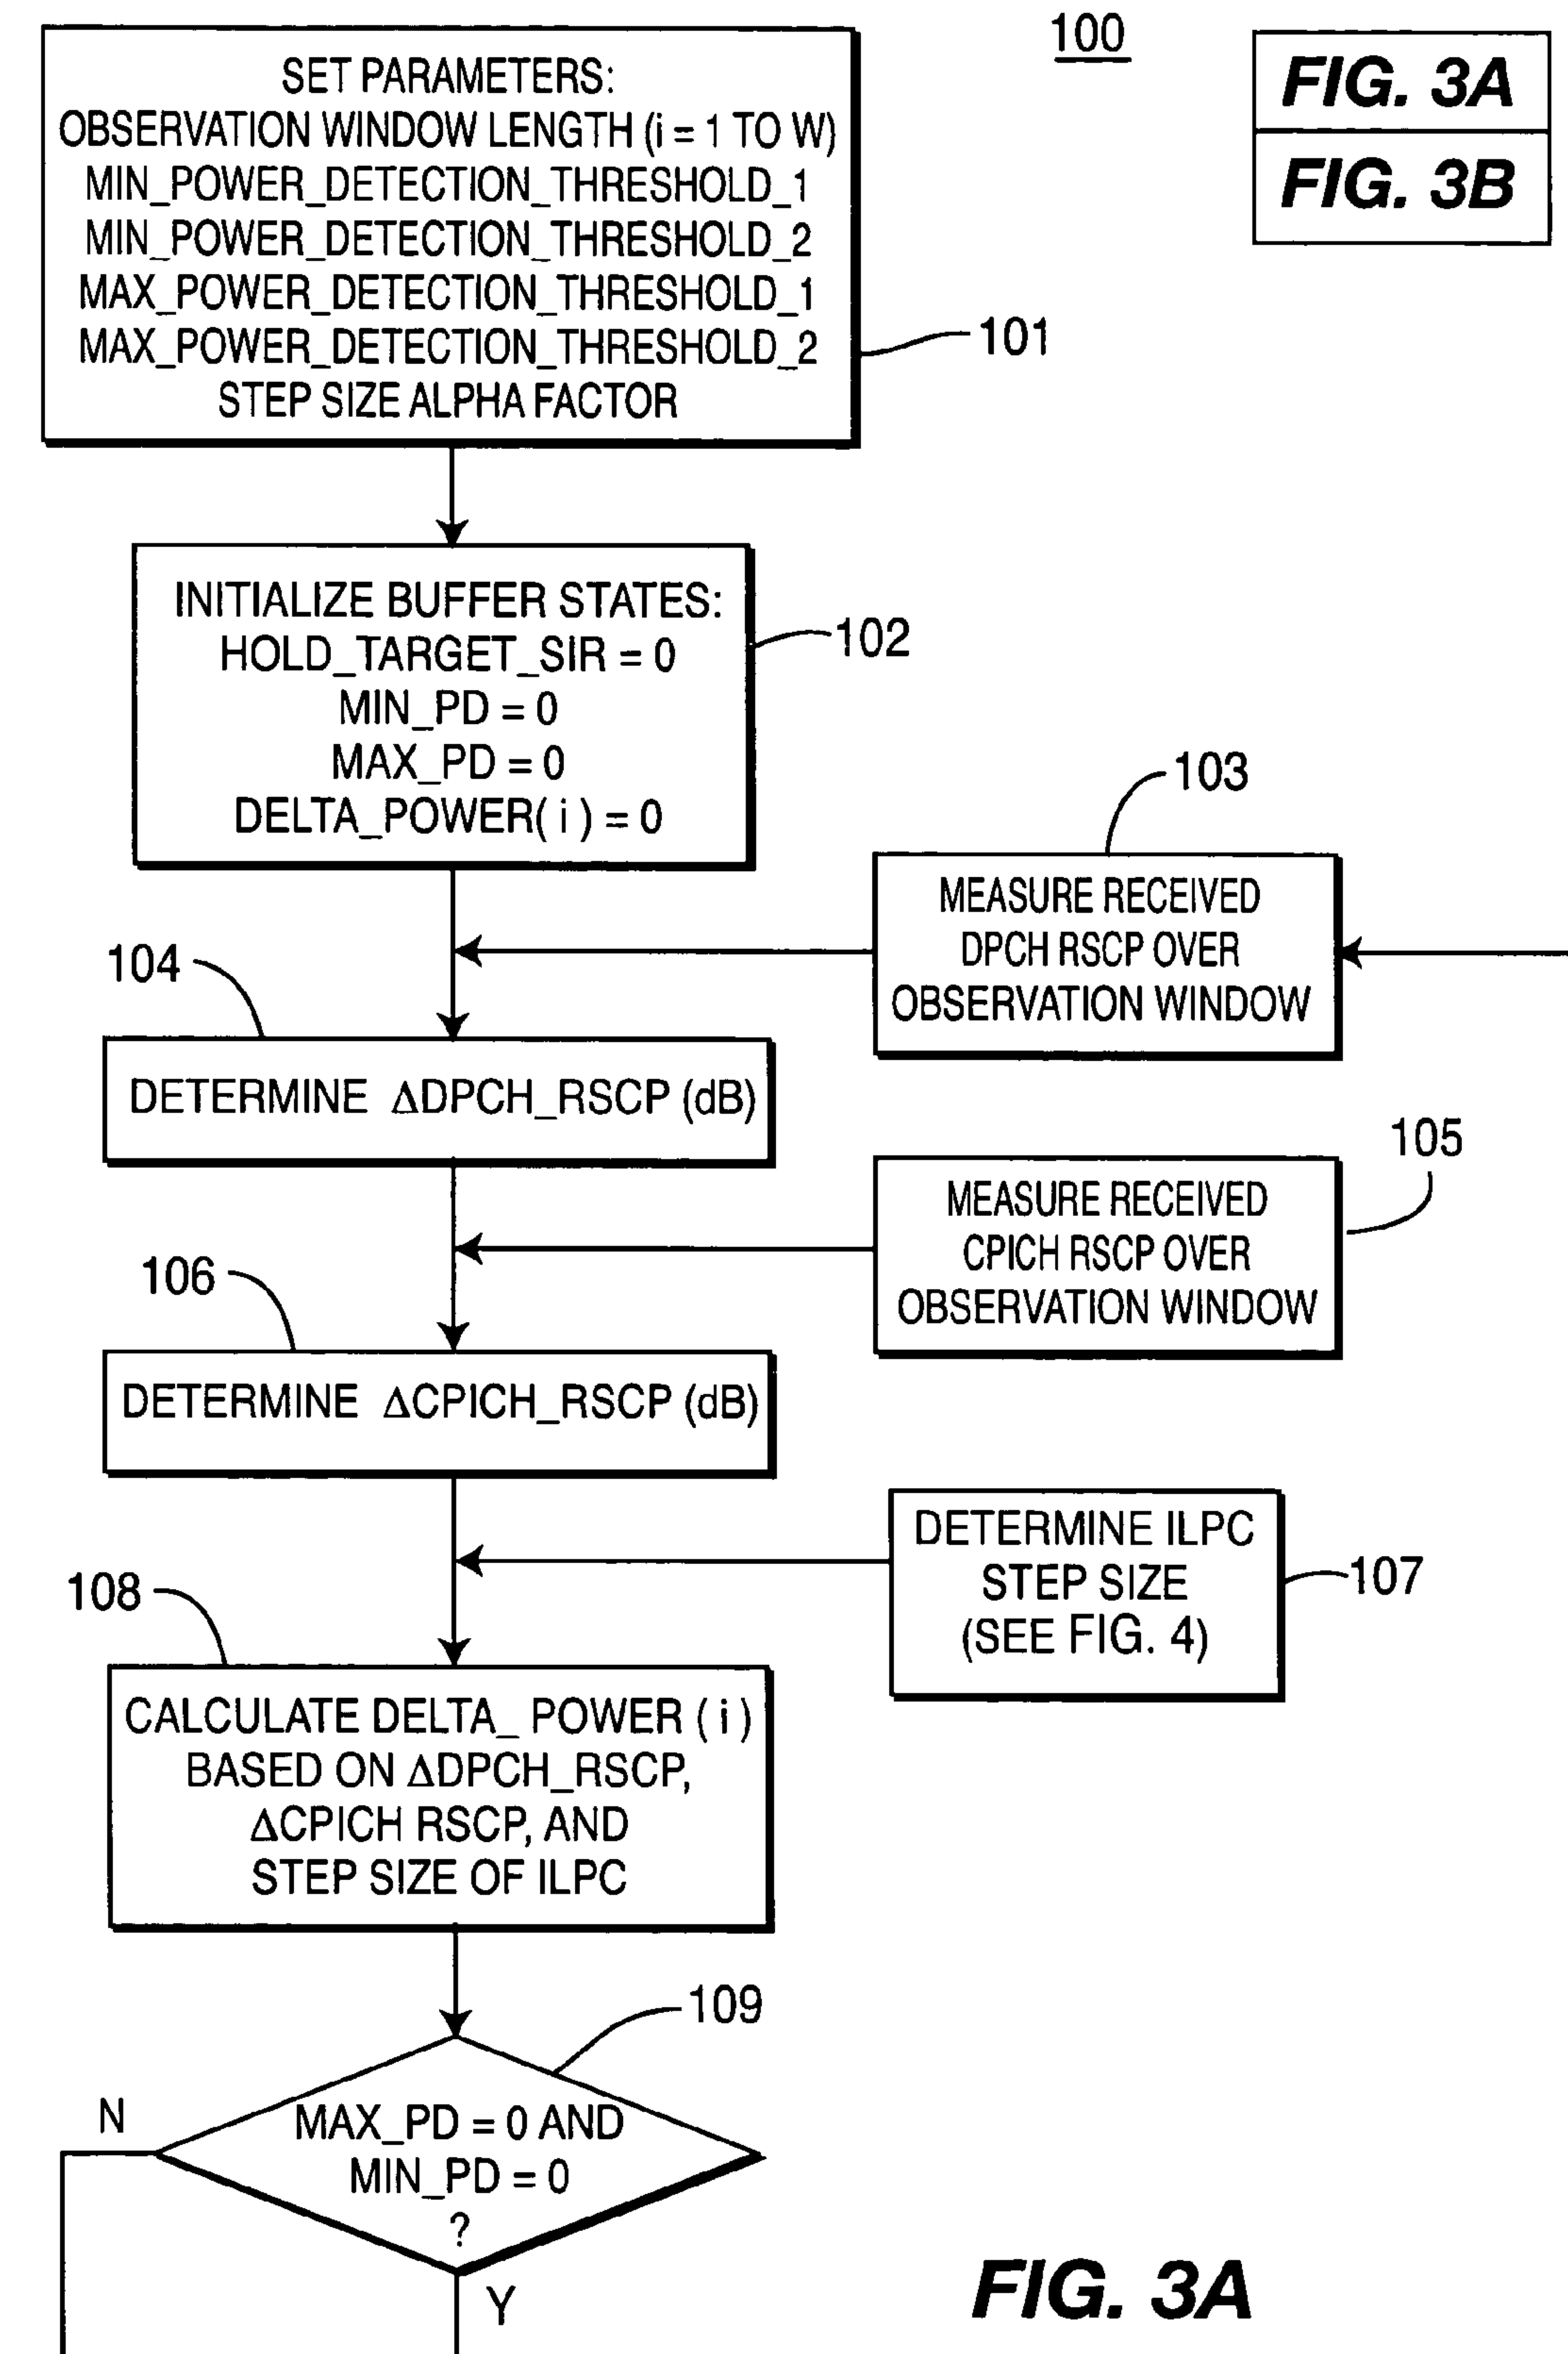 100
FIG. 3A
FIG. 3B
SET PARAMETERS:
OBSERVATION WINDOW LENGTH (i = 1 TO W)
MIN_POWER_DETECTION_THRESHOLD_1
MIN_POWER_DETECTION_THRESHOLD_2
MAX_POWER_DETECTION_THRESHOLD_1
MAX_POWER_DETECTION_THRESHOLD_2
STEP SIZE ALPHA FACTOR
101
INITIALIZE BUFFER STATES:
HOLD_TARGET_SIR = 0
MIN_PD = 0
MAX_PD = 0
DELTA_POWER( i ) = 0
102
103
MEASURE RECEIVED
DPCH RSCP OVER
OBSERVATION WINDOW
104
DETERMINE ΔDPCH_RSCP (dB)
105
MEASURE RECEIVED
CPICH RSCP OVER
OBSERVATION WINDOW
106
DETERMINE ΔCPICH_RSCP (dB)
DETERMINE ILPC
STEP SIZE
(SEE FIG. 4)
107
108
CALCULATE DELTA_ POWER ( i )
BASED ON ΔDPCH_RSCP,
ΔCPICH RSCP, AND
STEP SIZE OF ILPC
109
N
MAX_PD = 0 AND
MIN_PD = 0
?
Y
FIG. 3A